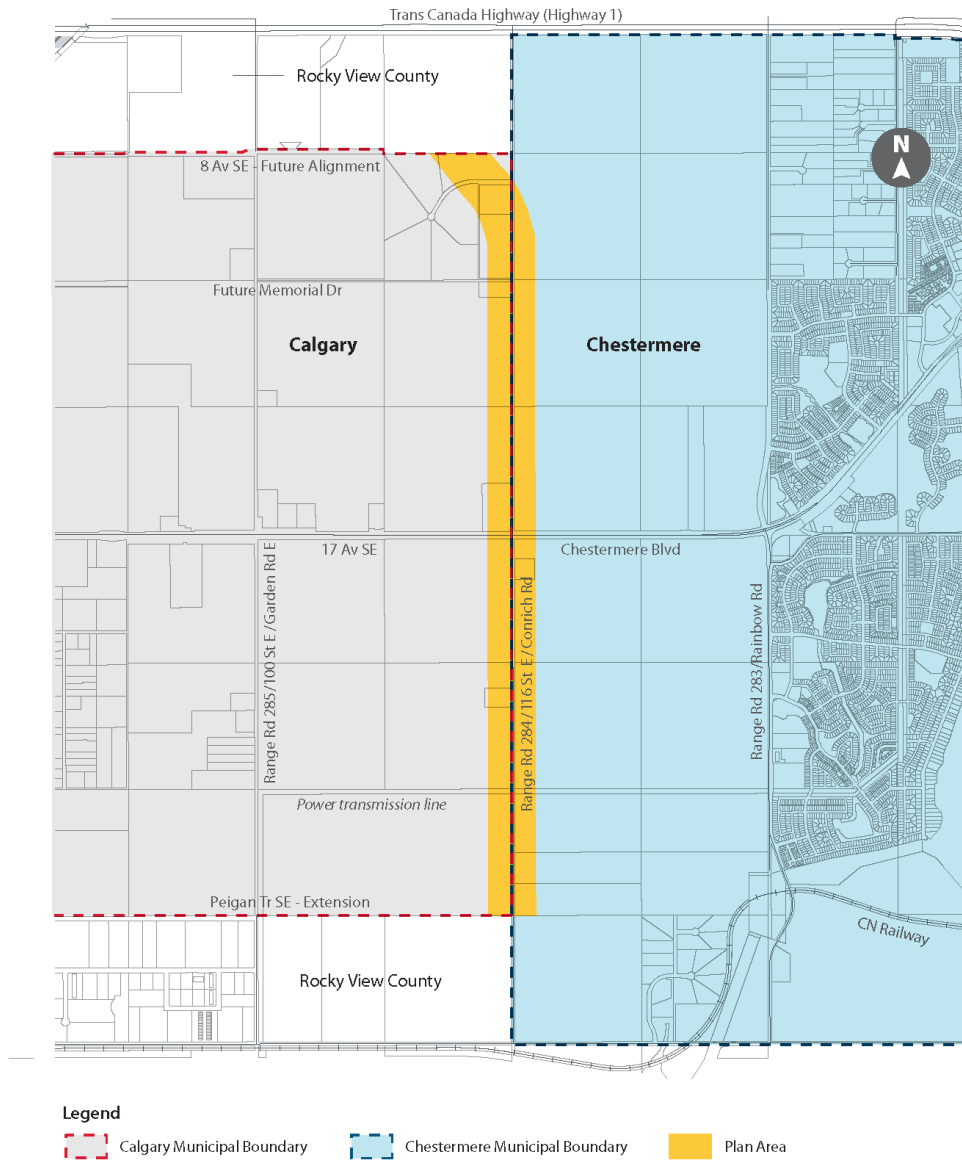 Trans Canada Highway (Highway 1)
Rocky View County
N
8 Av SE - Future Alignment
Future Memorial Dr
Calgary
Chestermere
17 Av SE
Chestermere Blvd
Range Rd 285/100 St E /Garden Rd E
Range Rd 284/116 St E/Conrich Rd
Range Rd 283/Rainbow Rd
Power transmission line
Peigan Tr SE - Extension
CN Railway
Rocky View County
Legend
Calgary Municipal Boundary
Chestermere Municipal Boundary
Plan Area